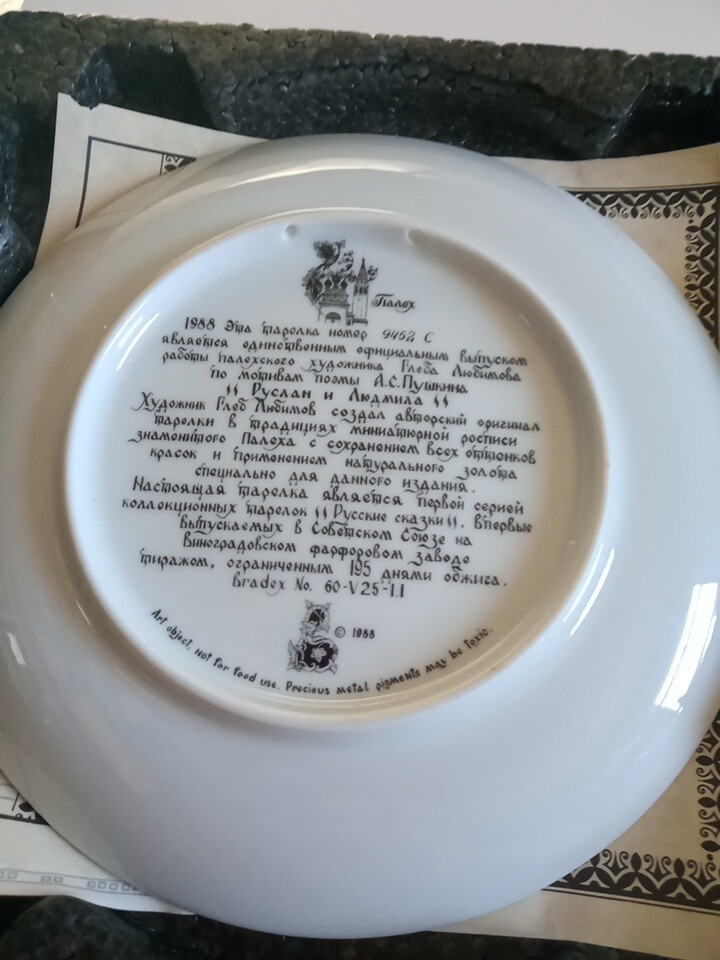 Палех
1988 Эта тарелка номер 9452 С
является единственным официальным выпуском
работы палехского художника Глеба Любимова
по мотивам поэмы А.С.Пушкина
" Руслан и Людмила "
Художник Глеб Любимов создал авторский оригинал
тарелки в традициях миниатюрной росписи
знаменитого Палеха с сохранением всех оттенков
красок и применением натурального золота
специально для данного издания.
Настоящая тарелка является первой серией
коллекционных тарелок " Русские сказки ", впервые
выпускаемых в Советском Союзе на
Виноградовском фарфоровом заводе
тиражом, ограниченным 195 днями обжига.
Bradex No. 60-V25-1.1
© 1988
Art object, not for food use. Precious metal pigments may be toxic.